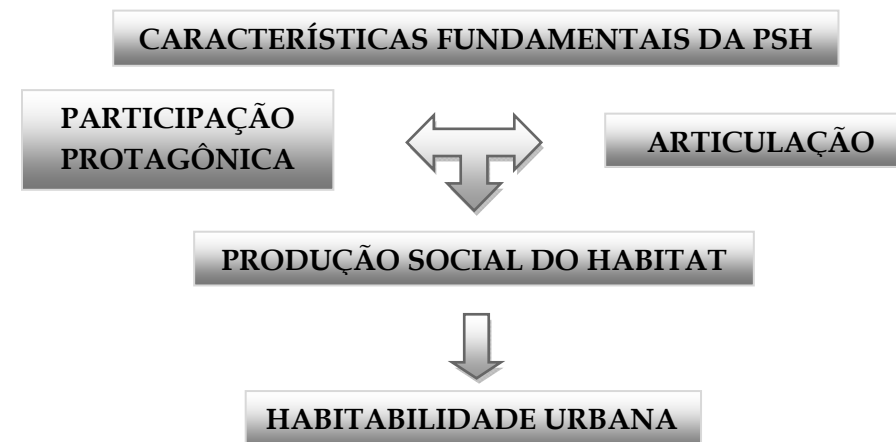 CARACTERÍSTICAS FUNDAMENTAIS DA PSH
PARTICIPAÇÃO
PROTAGÔNICA
ARTICULAÇÃO
PRODUÇÃO SOCIAL DO HABITAT
HABITABILIDADE URBANA